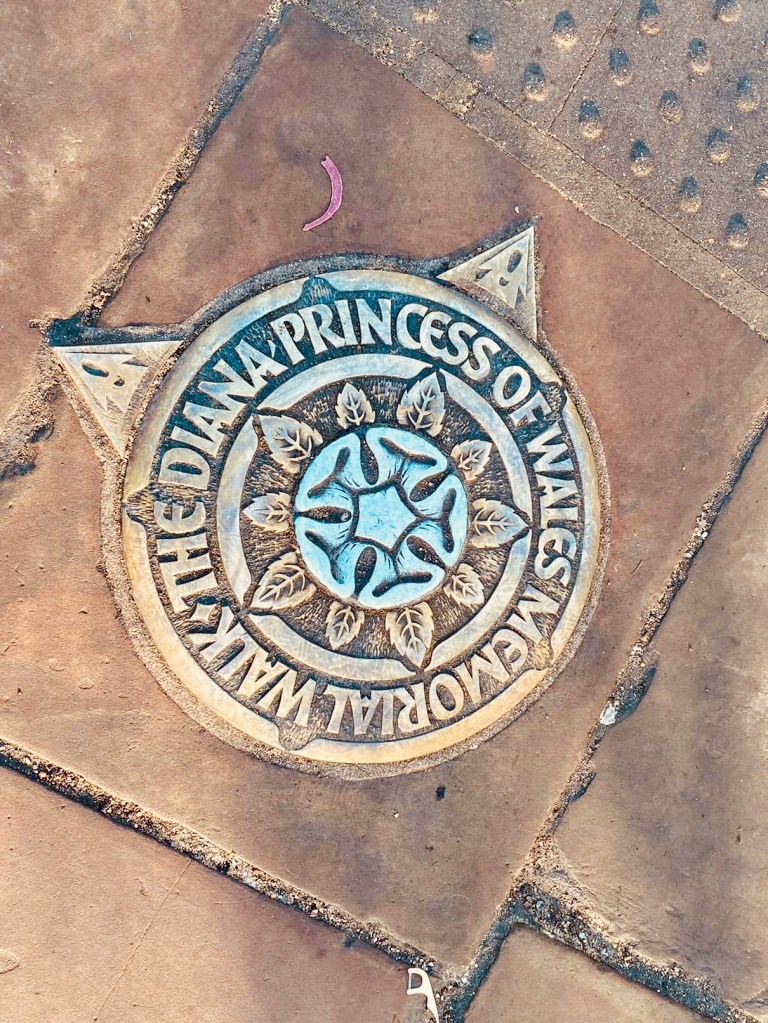 THE DIANA, PRINCESS OF WALES MEMORIAL WALK